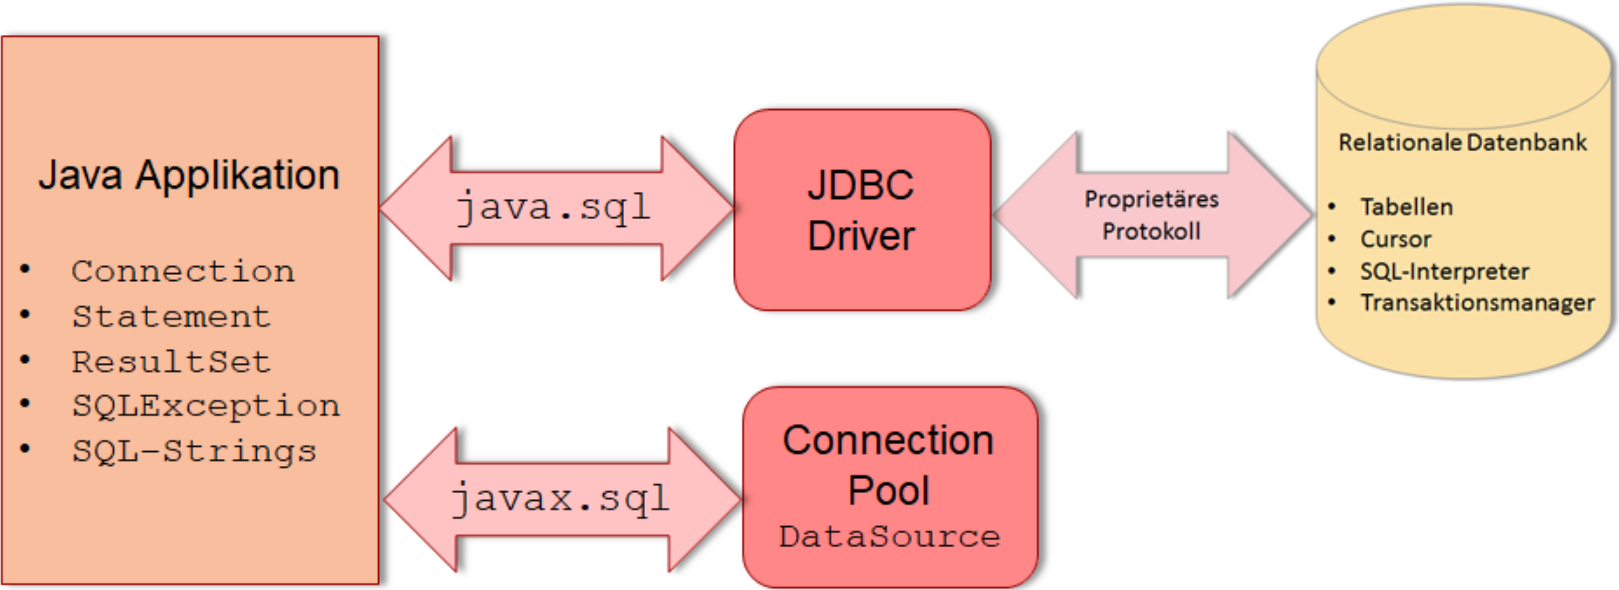 Java Applikation
• Connection
• Statement
• ResultSet
• SQLException
• SQL-Strings
java.sql
JDBC
Driver
Proprietäres
Protokoll
Relationale Datenbank
• Tabellen
• Cursor
• SQL-Interpreter
• Transaktionsmanager
javax.sql
Connection
Pool
DataSource